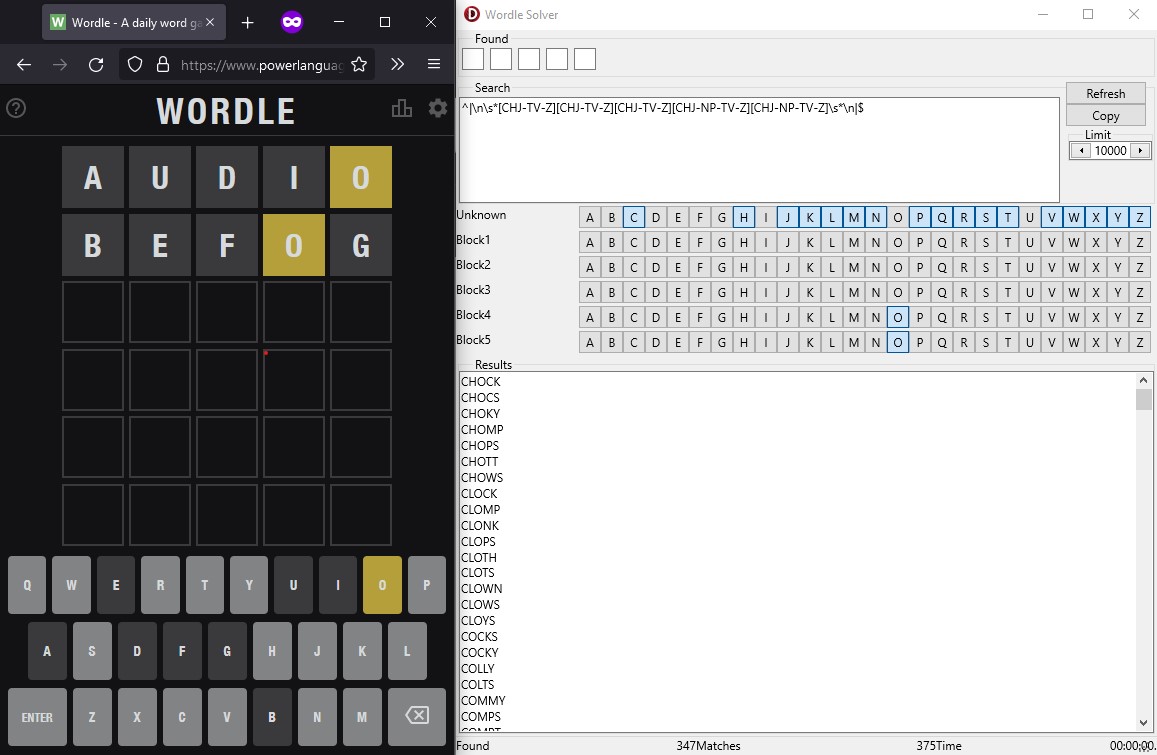 Wordle - A daily word ga
https://www.powerlanguag
WORDLE
A U D I O
B E F O G
Q W E R T Y U I O P
A S D F G H J K L
ENTER Z X C V B N M
Wordle Solver
Found
Search
^|\n\s*[CHJ-TV-Z][CHJ-TV-Z][CHJ-TV-Z][CHJ-NP-TV-Z][CHJ-NP-TV-Z]\s*\n|$
Refresh
Copy
Limit
10000
Unknown A B C D E F G H I J K L M N O P Q R S T U V W X Y Z
Block1 A B C D E F G H I J K L M N O P Q R S T U V W X Y Z
Block2 A B C D E F G H I J K L M N O P Q R S T U V W X Y Z
Block3 A B C D E F G H I J K L M N O P Q R S T U V W X Y Z
Block4 A B C D E F G H I J K L M N O P Q R S T U V W X Y Z
Block5 A B C D E F G H I J K L M N O P Q R S T U V W X Y Z
Results
CHOCK
CHOCS
CHOKY
CHOMP
CHOPS
CHOTT
CHOWS
CLOCK
CLOMP
CLONK
CLOPS
CLOTH
CLOTS
CLOWN
CLOWS
CLOYS
COCKS
COCKY
COLLY
COLTS
COMMY
COMPS
COMPT
Found 347Matches 375Time 00:00:00.